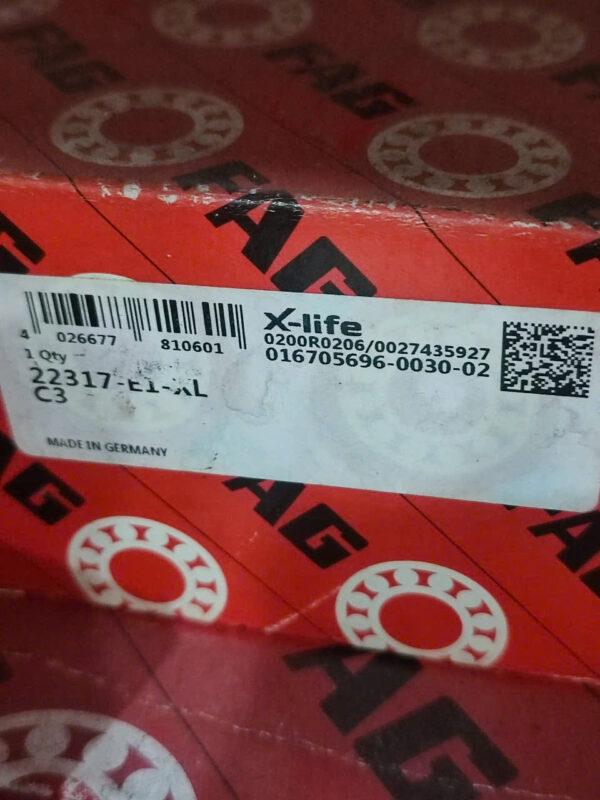 FAG
FAG
FAG
4 026677 810601
X-life
0200R0206/0027435927
016705696-0030-02
1 Qty
22317-E1-XL
C3
MADE IN GERMANY
FAG
FAG
FAG